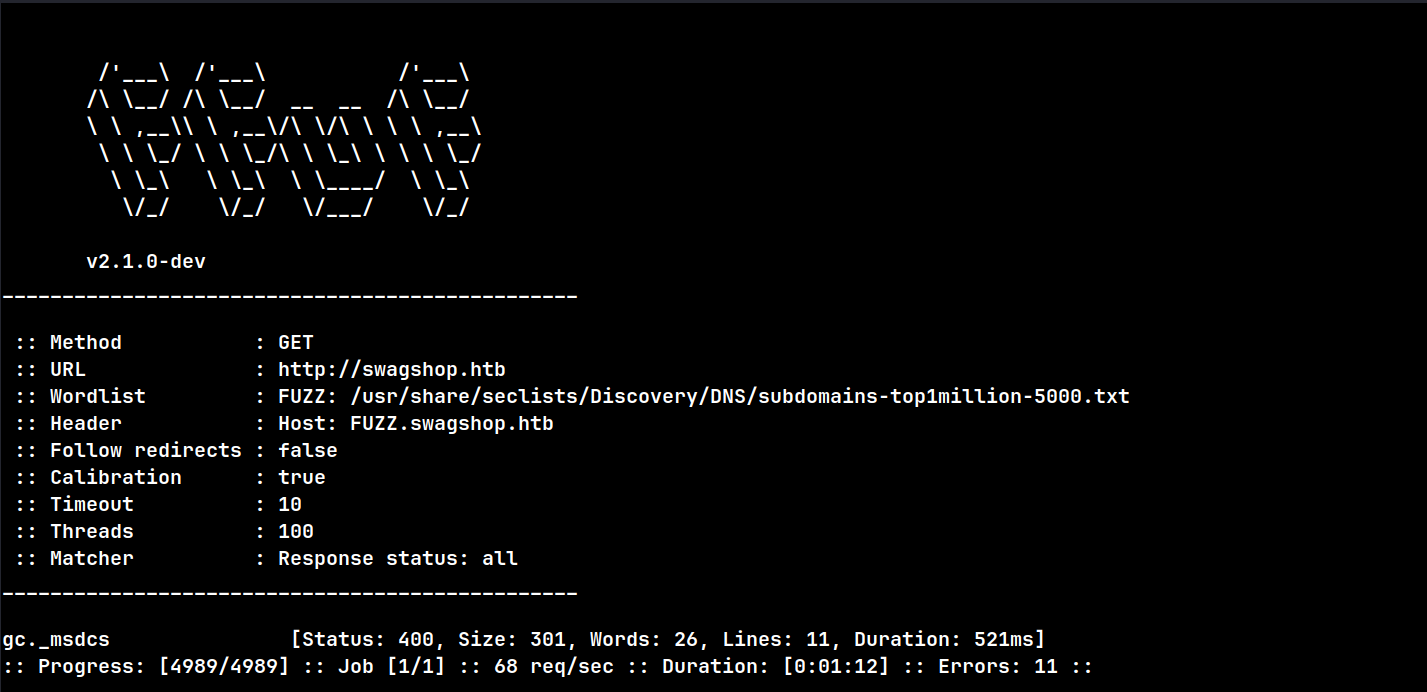 /'___\  /'___\           /'___\
       /\ \__/ /\ \__/  __  __  /\ \__/
       \ \ ,__\\ \ ,__\/\ \/\ \ \ \ ,__\
        \ \ \_/ \ \ \_/\ \ \_\ \ \ \ \_/
         \ \_\   \ \_\  \ \____/  \ \_\
          \/_/    \/_/   \/___/    \/_/
       v2.1.0-dev
________________________________________________
 :: Method           : GET
 :: URL              : http://swagshop.htb
 :: Wordlist         : FUZZ: /usr/share/seclists/Discovery/DNS/subdomains-top1million-5000.txt
 :: Header           : Host: FUZZ.swagshop.htb
 :: Follow redirects : false
 :: Calibration      : true
 :: Timeout          : 10
 :: Threads          : 100
 :: Matcher          : Response status: all
________________________________________________
gc._msdcs               [Status: 400, Size: 301, Words: 26, Lines: 11, Duration: 521ms]
:: Progress: [4989/4989] :: Job [1/1] :: 68 req/sec :: Duration: [0:01:12] :: Errors: 11 ::